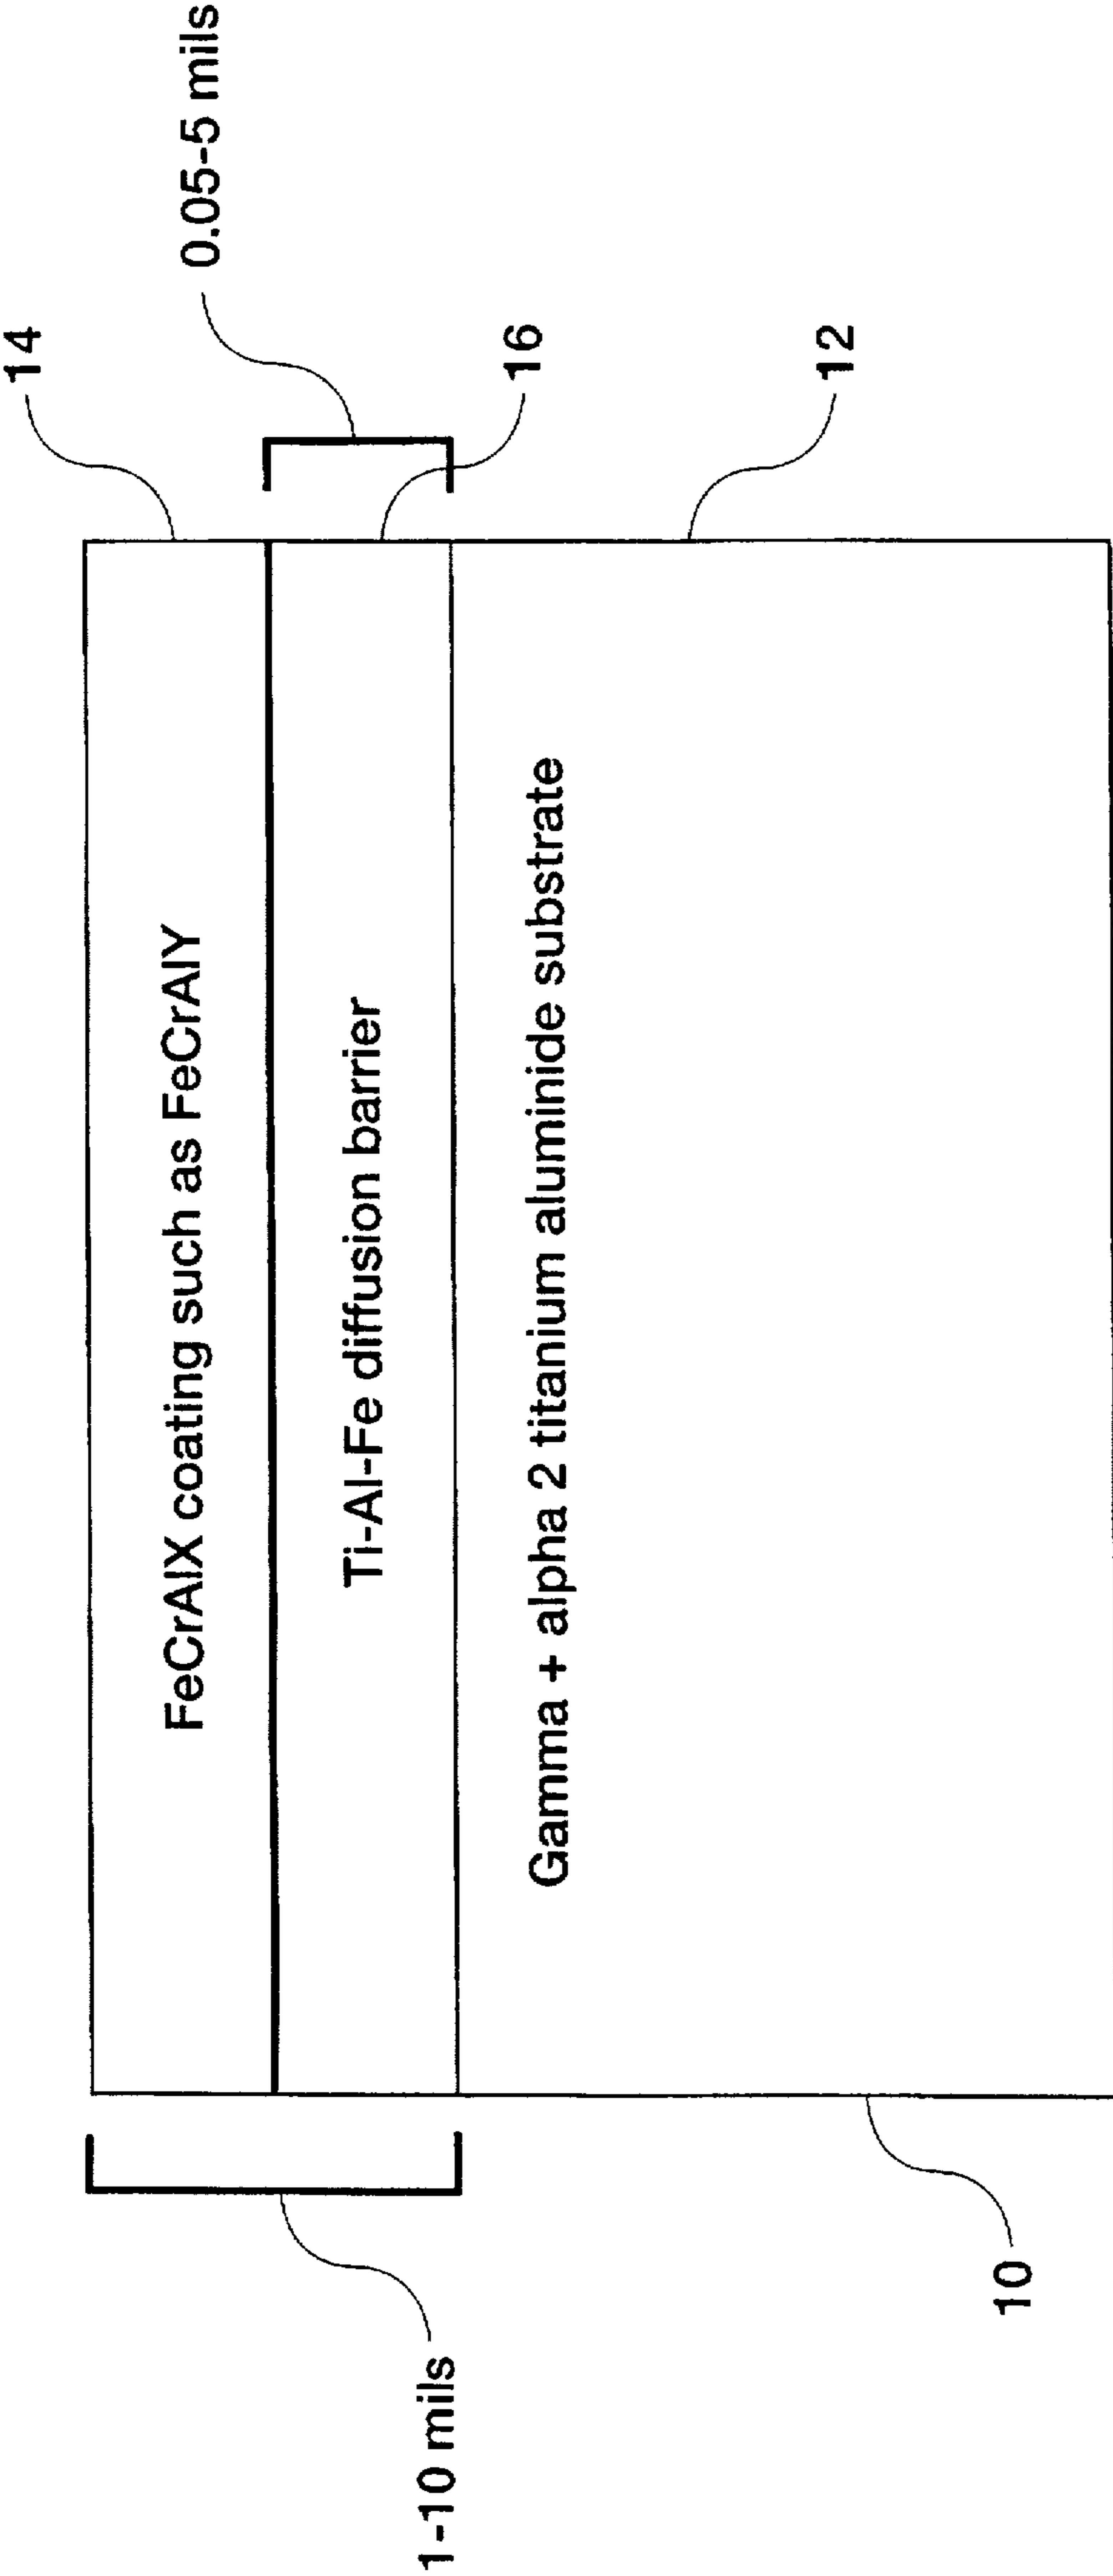 14
0.05-5 mils
FeCrAlX coating such as FeCrAlY
Ti-Al-Fe diffusion barrier
16
1-10 mils
Gamma + alpha 2 titanium aluminide substrate
12
10